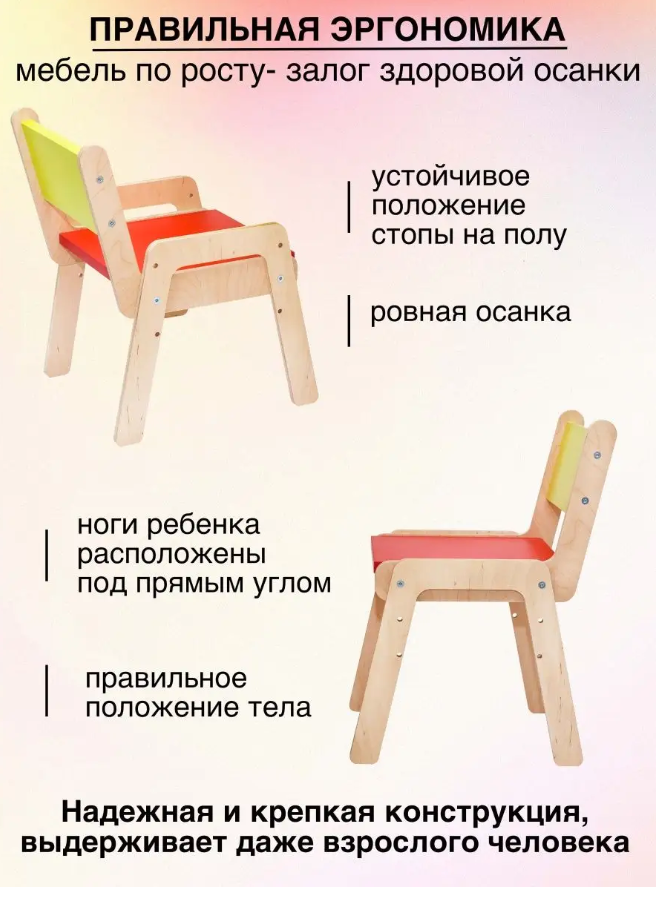 ПРАВИЛЬНАЯ ЭРГОНОМИКА
мебель по росту- залог здоровой осанки
устойчивое
положение
стопы на полу
ровная осанка
ноги ребенка
расположены
под прямым углом
правильное
положение тела
Надежная и крепкая конструкция,
выдерживает даже взрослого человека